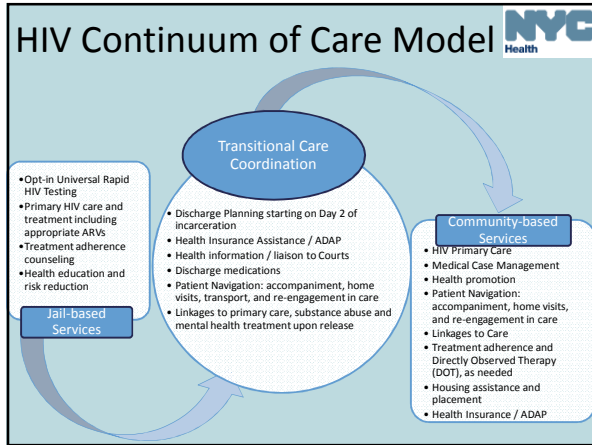 HIV Continuum of Care Model
NYC
Health
Transitional Care
Coordination
•Opt-in Universal Rapid
HIV Testing
•Primary HIV care and
treatment including
appropriate ARVs
•Treatment adherence
counseling
•Health education and
risk reduction
Jail-based
Services
• Discharge Planning starting on Day 2 of
incarceration
• Health Insurance Assistance / ADAP
• Health information / liaison to Courts
• Discharge medications
• Patient Navigation: accompaniment, home
visits, transport, and re-engagement in care
• Linkages to primary care, substance abuse and
mental health treatment upon release
Community-based
Services
• HIV Primary Care
• Medical Case Management
• Health promotion
• Patient Navigation:
accompaniment, home visits,
and re-engagement in care
• Linkages to Care
• Treatment adherence and
Directly Observed Therapy
(DOT), as needed
• Housing assistance and
placement
• Health Insurance / ADAP